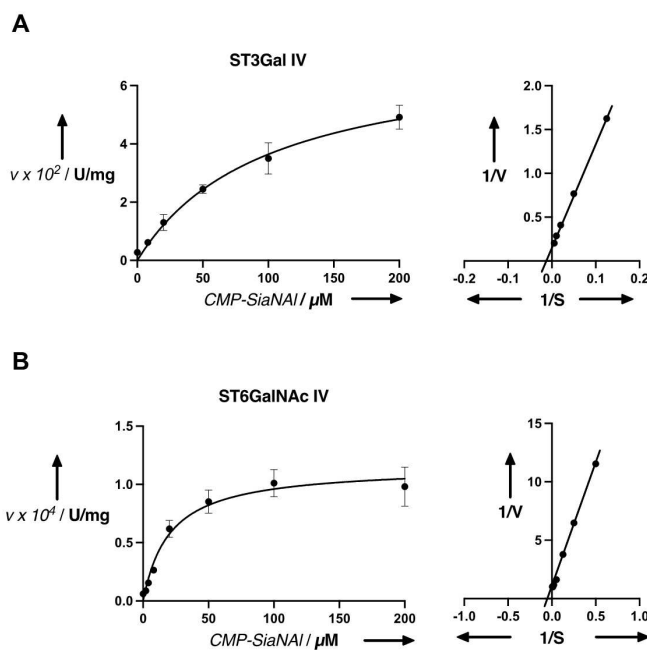 A
ST3Gal IV
6
4
2
0
v x 10² / U/mg
0
50
100
150
200
CMP-SiaNAl / µM
2.0
1.5
1.0
0.5
1/V
-0.2
-0.1
0.0
0.1
0.2
1/S
B
ST6GalNAc IV
1.5
1.0
0.5
0.0
v x 10⁴ / U/mg
0
50
100
150
200
CMP-SiaNAl / µM
15
10
5
1/V
-1.0
-0.5
0.0
0.5
1.0
1/S